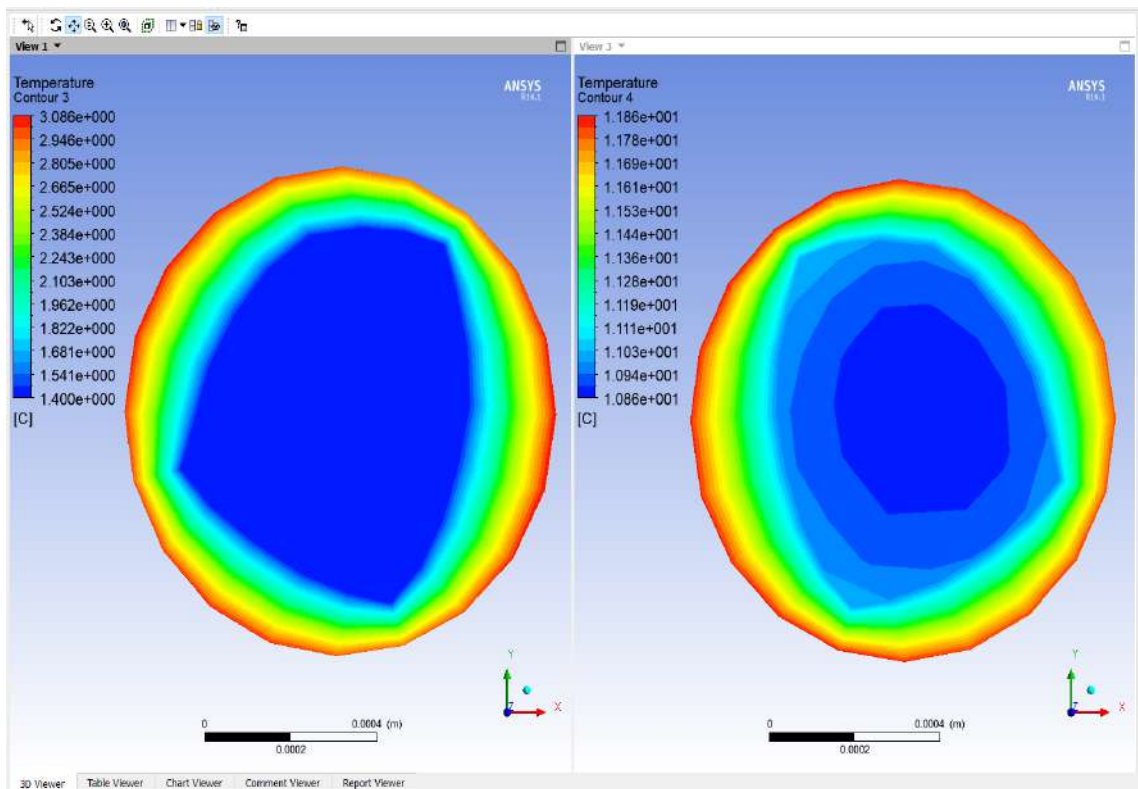 View 1
Temperature
Contour 3
3.086e+000
2.946e+000
2.805e+000
2.665e+000
2.524e+000
2.384e+000
2.243e+000
2.103e+000
1.962e+000
1.822e+000
1.681e+000
1.541e+000
1.400e+000
[C]
ANSYS
R14.5
0
0.0004 (m)
0.0002
Y
Z
X
View 3
Temperature
Contour 4
1.186e+001
1.178e+001
1.169e+001
1.161e+001
1.153e+001
1.144e+001
1.136e+001
1.128e+001
1.119e+001
1.111e+001
1.103e+001
1.094e+001
1.086e+001
[C]
ANSYS
0
0.0004 (m)
0.0002
Y
Z
X
3D Viewer
Table Viewer
Chart Viewer
Comment Viewer
Report Viewer